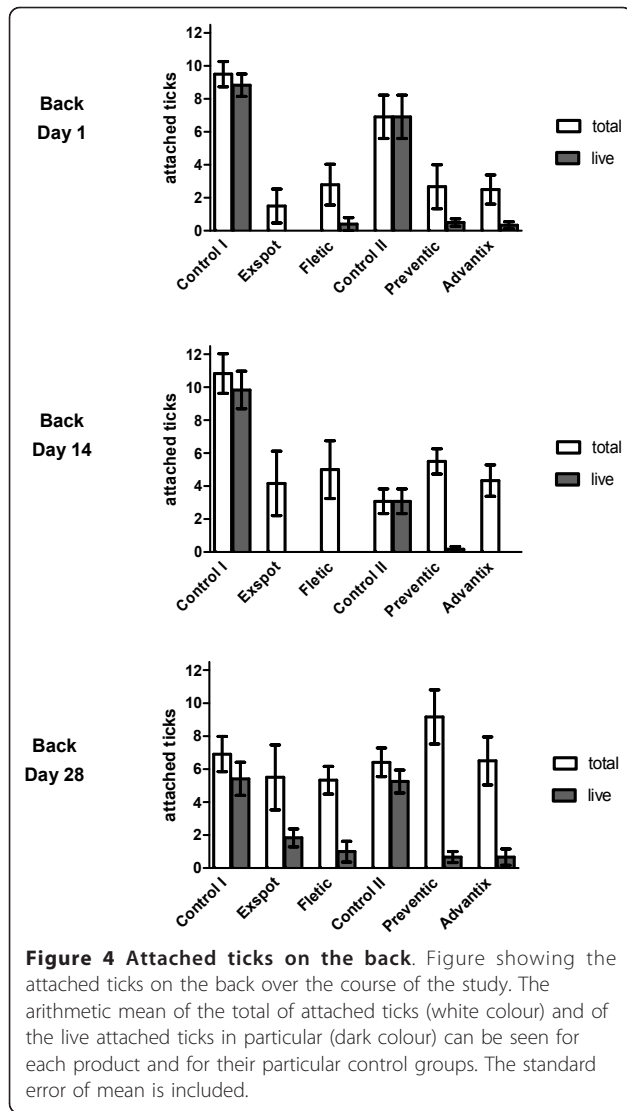 Back
Day 1
attached ticks
12
10
8
6
4
2
0
Control I
Exspot
Fletic
Control II
Preventic
Advantix
total
live
Back
Day 14
attached ticks
12
10
8
6
4
2
0
Control I
Exspot
Fletic
Control II
Preventic
Advantix
total
live
Back
Day 28
attached ticks
12
10
8
6
4
2
0
Control I
Exspot
Fletic
Control II
Preventic
Advantix
total
live
Figure 4 Attached ticks on the back. Figure showing the
attached ticks on the back over the course of the study. The
arithmetic mean of the total of attached ticks (white colour) and of
the live attached ticks in particular (dark colour) can be seen for
each product and for their particular control groups. The standard
error of mean is included.